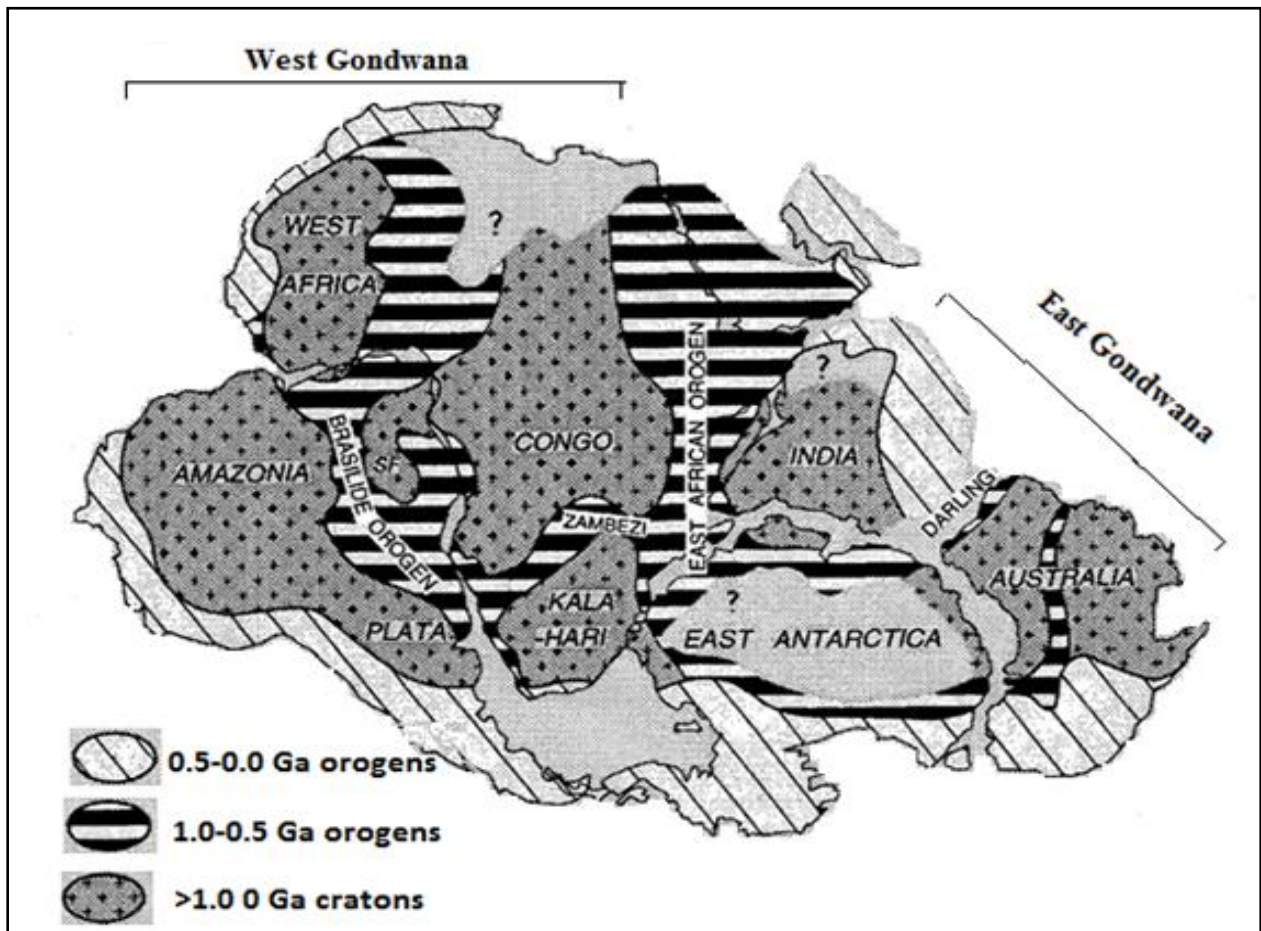 West Gondwana
East Gondwana
WEST
AFRICA
?
?
AMAZONIA
BRASILIDE OROGEN
SF
CONGO
EAST AFRICAN OROGEN
INDIA
DARLING
ZAMBEZI
AUSTRALIA
KALA
-HARI
PLATA
?
EAST ANTARCTICA
0.5-0.0 Ga orogens
1.0-0.5 Ga orogens
>1.0 0 Ga cratons